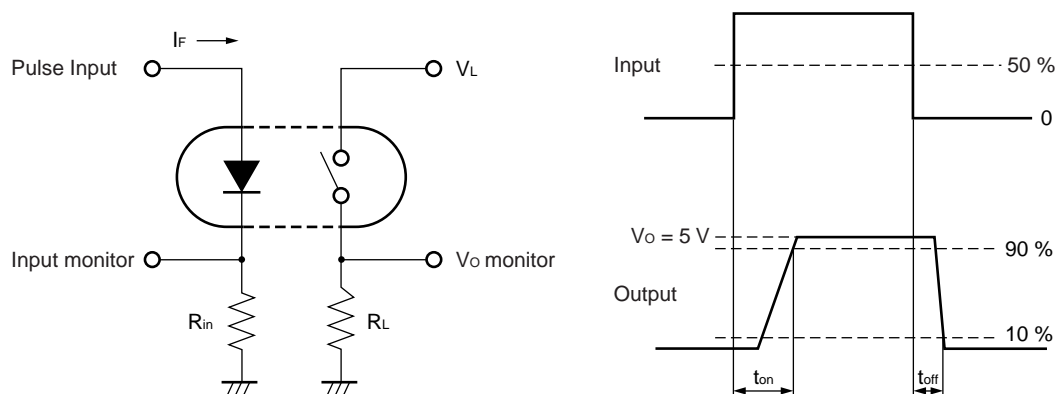 IF
Pulse Input
VL
Input monitor
VO monitor
Rin
RL
Input
50 %
0
VO = 5 V
90 %
Output
10 %
ton
toff